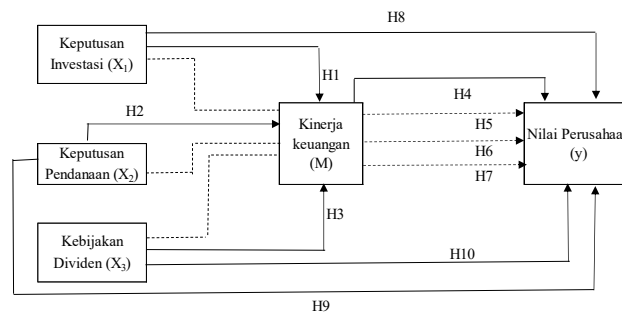 H8
Keputusan
Investasi (X₁)
H1
H2
H4
Kinerja
keuangan
(M)
H5
H6
H7
Nilai Perusahaa
(y)
Keputusan
Pendanaan (X₂)
H3
Kebijakan
Dividen (X₃)
H10
H9